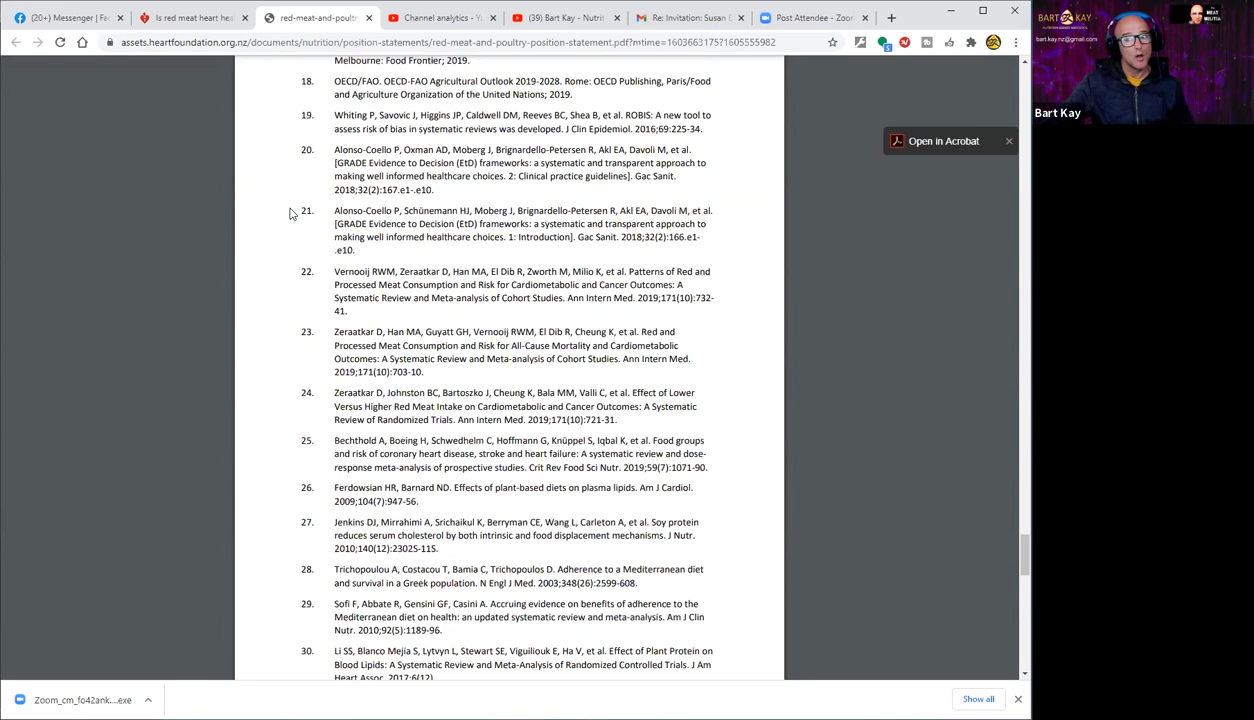 (20+) Messenger | Fac
Is red meat heart hea
red-meat-and-poultry
Channel analytics - Yo
(39) Bart Kay - Nutriti
Re: Invitation: Susan S
Post Attendee - Zoom
assets.heartfoundation.org.nz/documents/nutrition/position-statements/red-meat-and-poultry-position-statement.pdf?mtime=1603663175?1605555982
5
Melbourne: Food Frontier; 2019.
18. OECD/FAO. OECD-FAO Agricultural Outlook 2019-2028. Rome: OECD Publishing, Paris/Food
and Agriculture Organization of the United Nations; 2019.
19. Whiting P, Savovic J, Higgins JP, Caldwell DM, Reeves BC, Shea B, et al. ROBIS: A new tool to
assess risk of bias in systematic reviews was developed. J Clin Epidemiol. 2016;69:225-34.
20. Alonso-Coello P, Oxman AD, Moberg J, Brignardello-Petersen R, Akl EA, Davoli M, et al.
[GRADE Evidence to Decision (EtD) frameworks: a systematic and transparent approach to
making well informed healthcare choices. 2: Clinical practice guidelines]. Gac Sanit.
2018;32(2):167.e1-.e10.
21. Alonso-Coello P, Schünemann HJ, Moberg J, Brignardello-Petersen R, Akl EA, Davoli M, et al.
[GRADE Evidence to Decision (EtD) frameworks: a systematic and transparent approach to
making well informed healthcare choices. 1: Introduction]. Gac Sanit. 2018;32(2):166.e1-
.e10.
22. Vernooij RWM, Zeraatkar D, Han MA, El Dib R, Zworth M, Milio K, et al. Patterns of Red and
Processed Meat Consumption and Risk for Cardiometabolic and Cancer Outcomes: A
Systematic Review and Meta-analysis of Cohort Studies. Ann Intern Med. 2019;171(10):732-
41.
23. Zeraatkar D, Han MA, Guyatt GH, Vernooij RWM, El Dib R, Cheung K, et al. Red and
Processed Meat Consumption and Risk for All-Cause Mortality and Cardiometabolic
Outcomes: A Systematic Review and Meta-analysis of Cohort Studies. Ann Intern Med.
2019;171(10):703-10.
24. Zeraatkar D, Johnston BC, Bartoszko J, Cheung K, Bala MM, Valli C, et al. Effect of Lower
Versus Higher Red Meat Intake on Cardiometabolic and Cancer Outcomes: A Systematic
Review of Randomized Trials. Ann Intern Med. 2019;171(10):721-31.
25. Bechthold A, Boeing H, Schwedhelm C, Hoffmann G, Knüppel S, Iqbal K, et al. Food groups
and risk of coronary heart disease, stroke and heart failure: A systematic review and dose-
response meta-analysis of prospective studies. Crit Rev Food Sci Nutr. 2019;59(7):1071-90.
26. Ferdowsian HR, Barnard ND. Effects of plant-based diets on plasma lipids. Am J Cardiol.
2009;104(7):947-56.
27. Jenkins DJ, Mirrahimi A, Srichaikul K, Berryman CE, Wang L, Carleton A, et al. Soy protein
reduces serum cholesterol by both intrinsic and food displacement mechanisms. J Nutr.
2010;140(12):2302S-11S.
28. Trichopoulou A, Costacou T, Bamia C, Trichopoulos D. Adherence to a Mediterranean diet
and survival in a Greek population. N Engl J Med. 2003;348(26):2599-608.
29. Sofi F, Abbate R, Gensini GF, Casini A. Accruing evidence on benefits of adherence to the
Mediterranean diet on health: an updated systematic review and meta-analysis. Am J Clin
Nutr. 2010;92(5):1189-96.
30. Li SS, Blanco Mejia S, Lytvyn L, Stewart SE, Viguiliouk E, Ha V, et al. Effect of Plant Protein on
Blood Lipids: A Systematic Review and Meta-Analysis of Randomized Controlled Trials. J Am
Heart Assoc. 2017;6(12).
Open in Acrobat
BART KAY
bart.kay.nz@gmail.com
MEAT
MILITIA
Bart Kay
Zoom_cm_fo42ank....exe
Show all